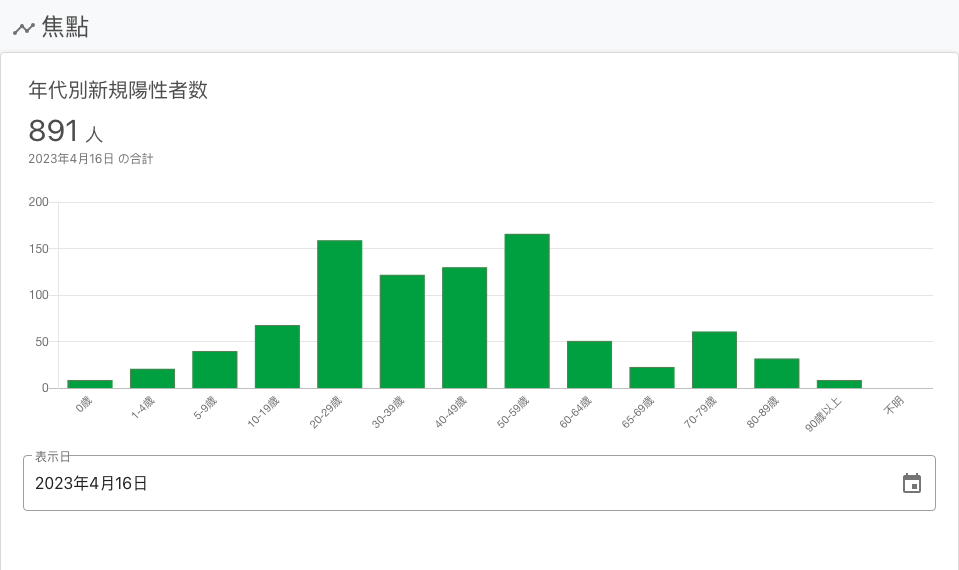 焦點
年代別新規陽性者数
891 人
2023年4月16日 の合計
200
150
100
50
0
0歳 1-4歳 5-9歳 10-19歳 20-29歳 30-39歳 40-49歳 50-59歳 60-64歳 65-69歳 70-79歳 80-89歳 90歳以上 不明
表示日
2023年4月16日